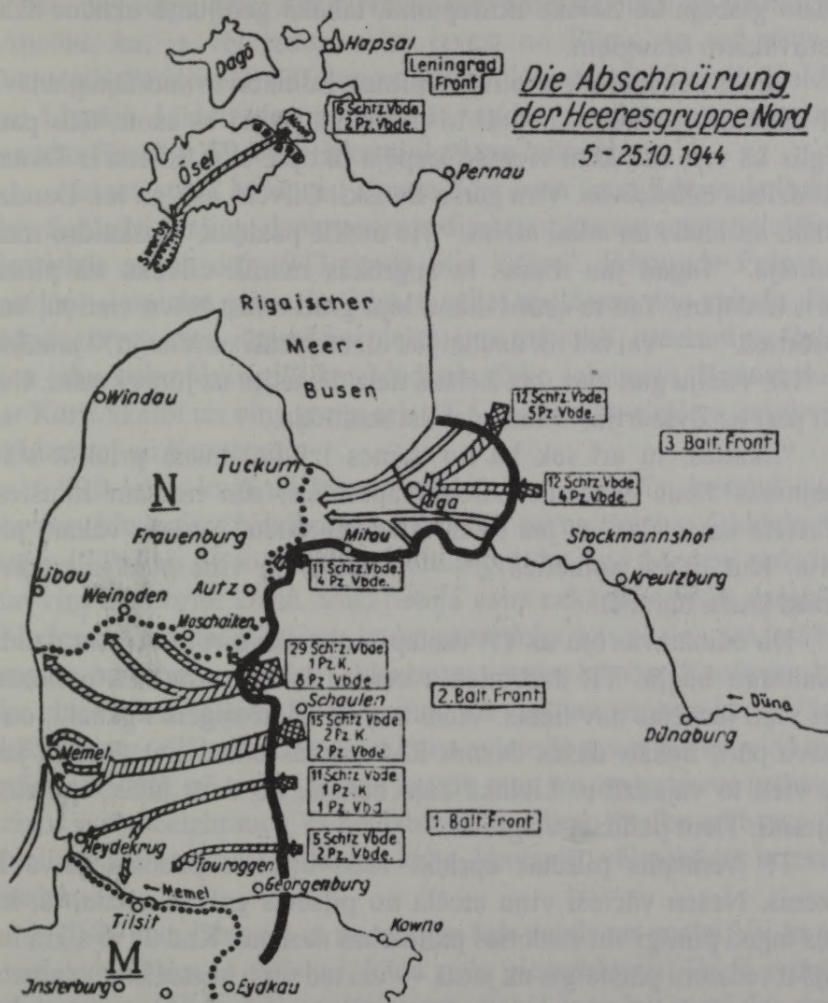 Die Abschnürung
der Heeresgruppe Nord
5 - 25.10.1944
Hapsal
Dagö
Leningrad
Front
6 Schtz. Vbde
2 Pz. Vbde.
Ösel
Pernau
Rigaischer
Meer-
Busen
Windau
12 Schtz. Vbde.
5 Pz. Vbde.
3 Balt. Front
Tuckum
N
Riga
12 Schtz. Vbde.
4 Pz. Vbde.
Frauenburg
Mitau
Stockmannshof
11 Schtz. Vbde.
4 Pz. Vbde.
Kreutzburg
Libau
Autz
Weinoden
Moschaiken
29 Schtz. Vbde
1 Pz. K.
8 Pz. Vbde
Schaulen
2. Balt. Front
Düna
Dünaburg
15 Schtz Vbde
2 Pz. K.
2 Pz. Vbde
Memel
11 Schtz Vbde
1 Pz. K
1 Pz. Vbd
1. Balt. Front
Heydekrug
Tauroggen
5 Schtz Vbde
2 Pz. Vbde.
Memel
Georgenburg
Tilsit
Kowno
M
Insterburg
Eydkau